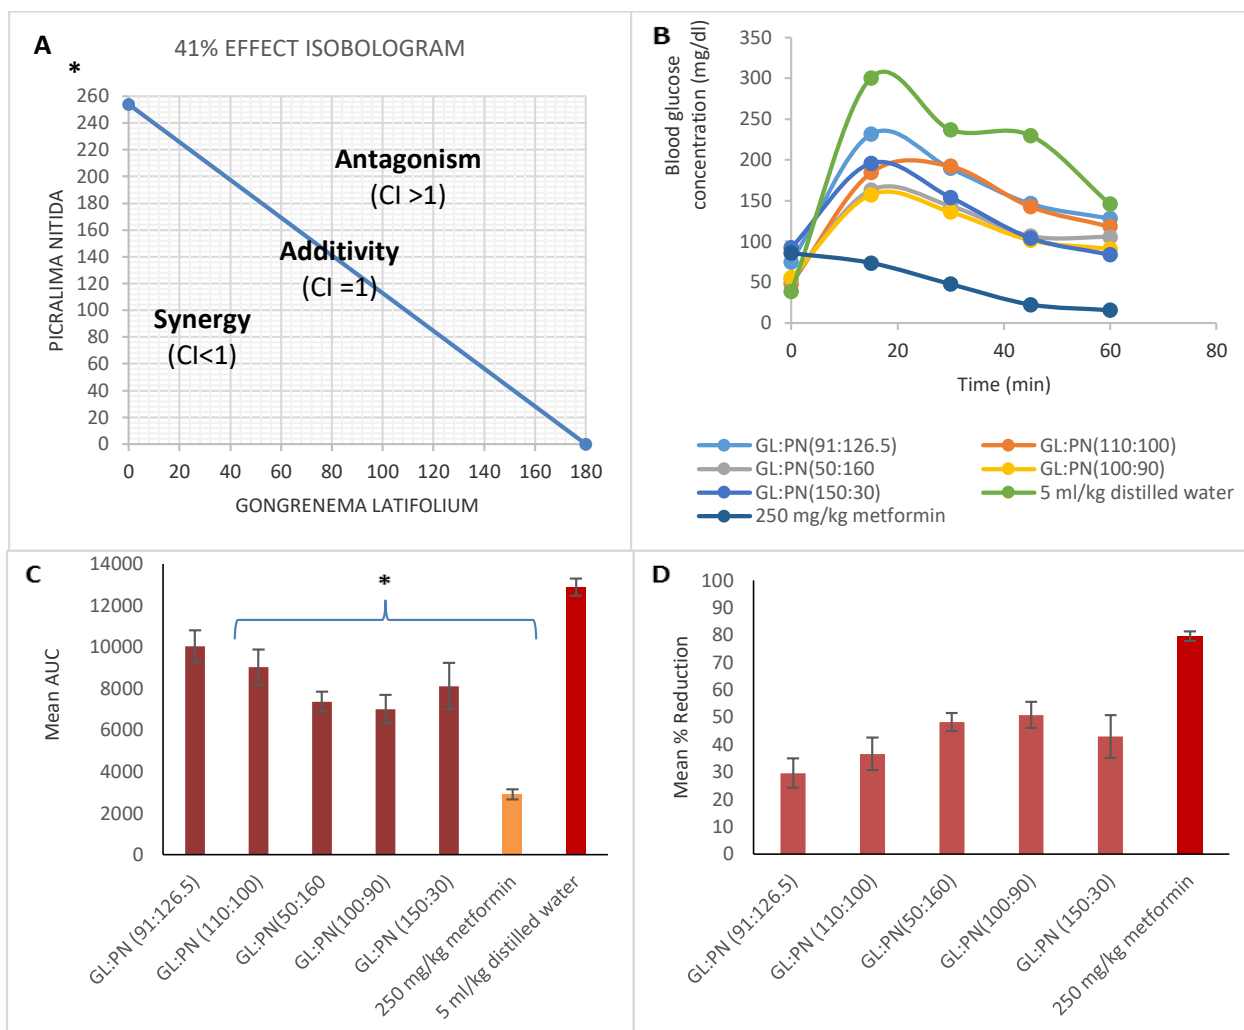 A
41% EFFECT ISOBOLOGRAM
*
PICRALIMA NITIDA
260
240
220
200
180
160
140
120
100
80
60
40
20
0
Antagonism
(CI >1)
Additivity
(CI =1)
Synergy
(CI<1)
0 20 40 60 80 100 120 140 160 180
GONGRENEMA LATIFOLIUM
B
Blood glucose
concentration (mg/dl)
350
300
250
200
150
100
50
0
0 20 40 60 80
Time (min)
GL:PN(91:126.5) GL:PN(110:100)
GL:PN(50:160 GL:PN(100:90)
GL:PN(150:30) 5 ml/kg distilled water
250 mg/kg metformin
C
Mean AUC
14000
12000
10000
8000
6000
4000
2000
0
*
GL:PN (91:126.5)
GL:PN (110:100)
GL:PN(50:160
GL:PN(100:90)
GL:PN (150:30)
250 mg/kg metformin
5 ml/kg distilled water
D
Mean % Reduction
100
90
80
70
60
50
40
30
20
10
0
GL:PN (91:126.5)
GL:PN (110:100)
GL:PN(50:160)
GL:PN(100:90)
GL:PN (150:30)
250 mg/kg metformin